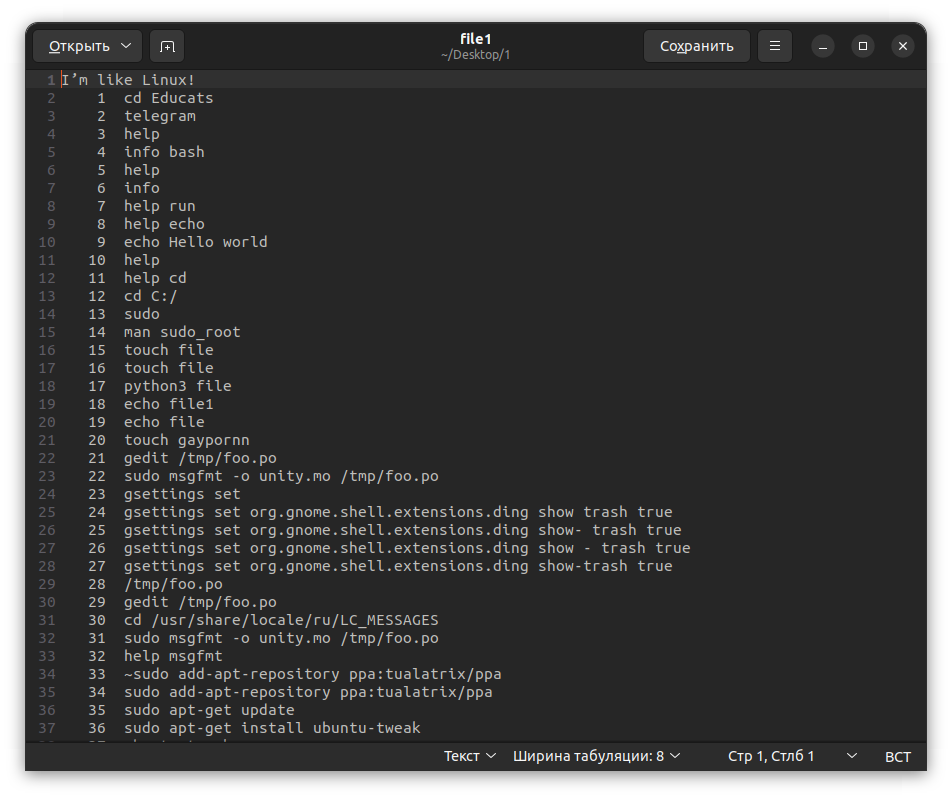 Открыть
file1
~/Desktop/1
Сохранить
1 I’m like Linux!
2 1 cd Educats
3 2 telegram
4 3 help
5 4 info bash
6 5 help
7 6 info
8 7 help run
9 8 help echo
10 9 echo Hello world
11 10 help
12 11 help cd
13 12 cd C:/
14 13 sudo
15 14 man sudo_root
16 15 touch file
17 16 touch file
18 17 python3 file
19 18 echo file1
20 19 echo file
21 20 touch gaypornn
22 21 gedit /tmp/foo.po
23 22 sudo msgfmt -o unity.mo /tmp/foo.po
24 23 gsettings set
25 24 gsettings set org.gnome.shell.extensions.ding show trash true
26 25 gsettings set org.gnome.shell.extensions.ding show- trash true
27 26 gsettings set org.gnome.shell.extensions.ding show - trash true
28 27 gsettings set org.gnome.shell.extensions.ding show-trash true
29 28 /tmp/foo.po
30 29 gedit /tmp/foo.po
31 30 cd /usr/share/locale/ru/LC_MESSAGES
32 31 sudo msgfmt -o unity.mo /tmp/foo.po
33 32 help msgfmt
34 33 ~sudo add-apt-repository ppa:tualatrix/ppa
35 34 sudo add-apt-repository ppa:tualatrix/ppa
36 35 sudo apt-get update
37 36 sudo apt-get install ubuntu-tweak
Текст Ширина табуляции: 8 Стр 1, Стлб 1 ВСТ